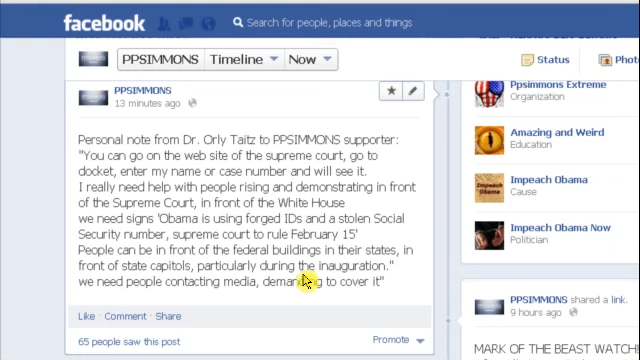 facebook
Search for people, places and things
PPSIMMONS
Timeline
Now
Status
PPSIMMONS
13 minutes ago
Personal note from Dr. Orly Taitz to PPSIMMONS supporter:
"You can go on the web site of the supreme court, go to
docket, enter my name or case number and will see it.
I really need help with people rising and demonstrating in front
of the Supreme Court, in front of the White House
we need signs 'Obama is using forged IDs and a stolen Social
Security number, supreme court to rule February 15'
People can be in front of the federal buildings in their states, in
front of state capitols, particularly during the inauguration."
we need people contacting media, demanding to cover it"
Like · Comment · Share
65 people saw this post
Promote
Ppsimmons Extreme
Organization
Amazing and Weird
Education
Impeach Obama
Cause
Impeach Obama Now
Politician
PPSIMMONS shared a link.
9 hours ago
MARK OF THE BEAST WATCH